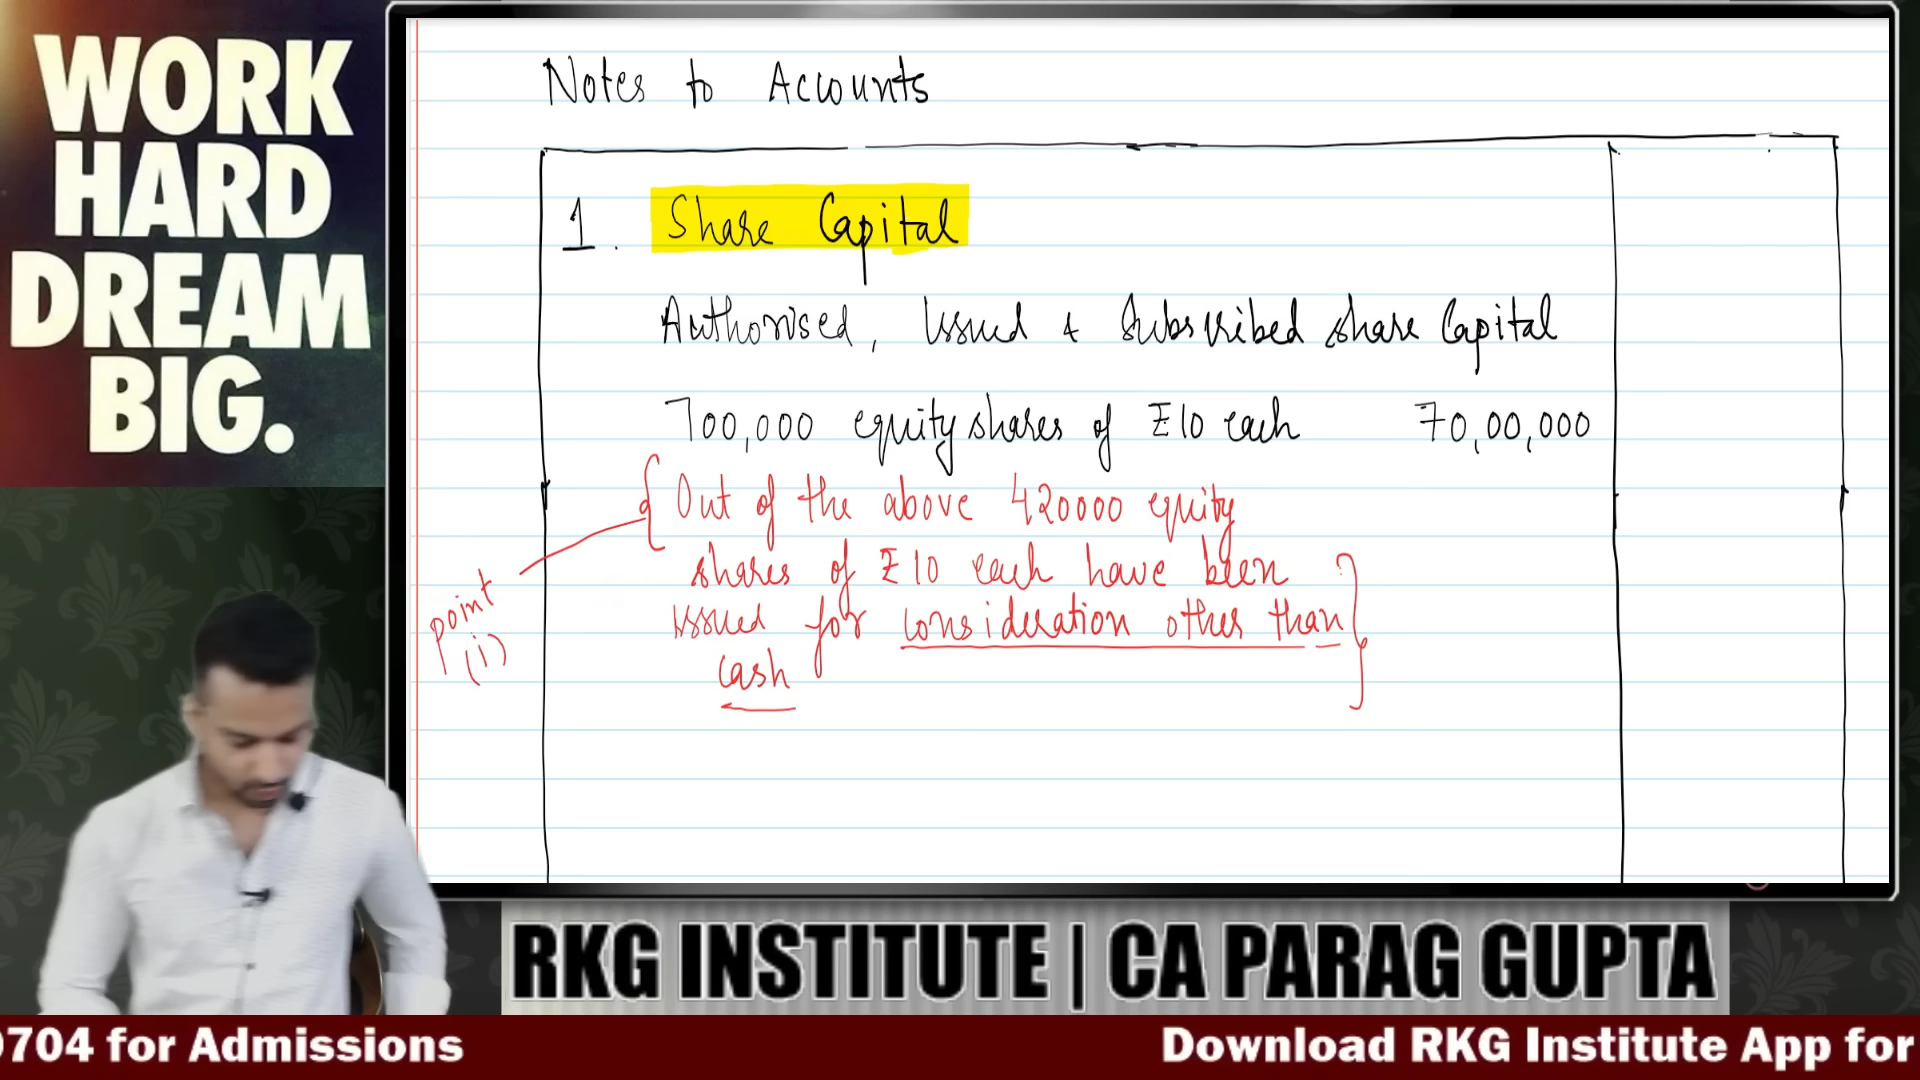 WORK
HARD
DREAM
BIG.
Notes to Accounts
1. Share Capital
Authorised, Issued & Subscribed share Capital
700,000 equity shares of ₹10 each 70,00,000
Out of the above 420000 equity
shares of ₹10 each have been
issued for consideration other than
cash
point
(i)
RKG INSTITUTE | CA PARAG GUPTA
704 for Admissions
Download RKG Institute App for